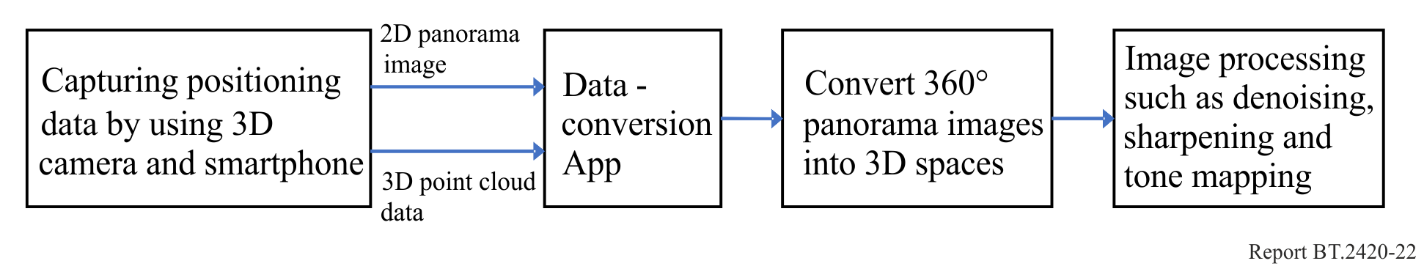 Capturing positioning
data by using 3D
camera and smartphone
2D panorama
image
3D point cloud
data
Data -
conversion
App
Convert 360°
panorama images
into 3D spaces
Image processing
such as denoising,
sharpening and
tone mapping
Report BT.2420-22